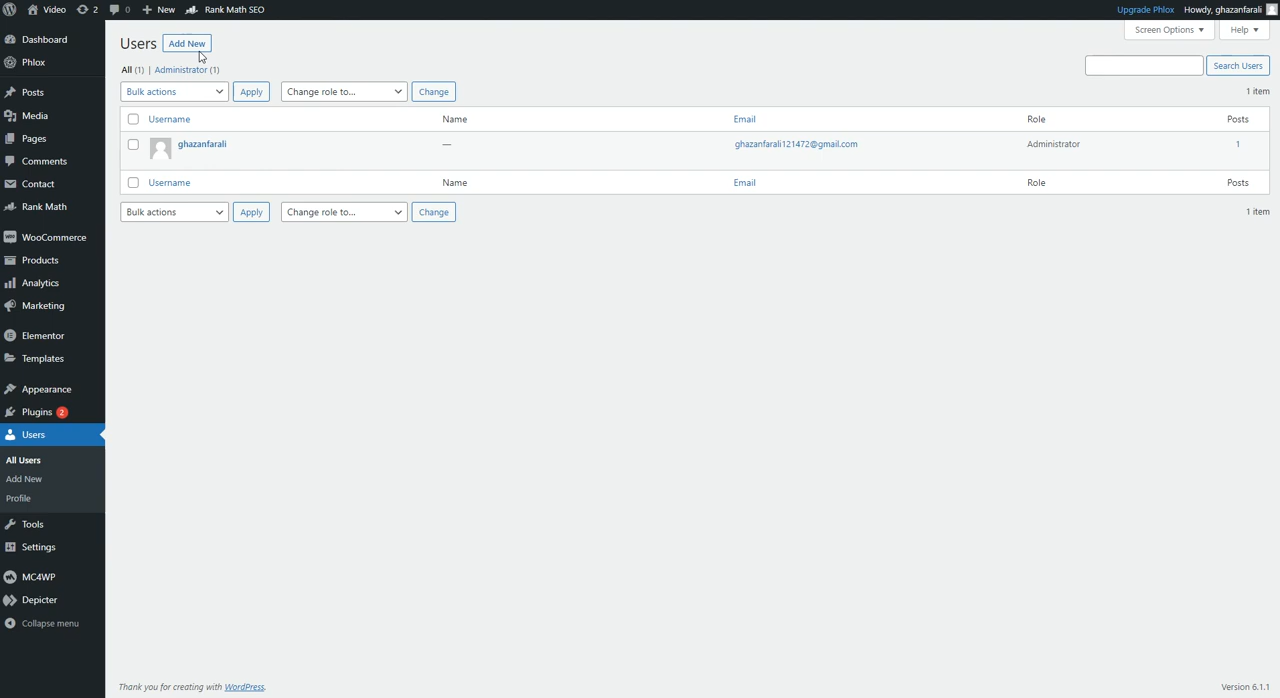 Video 2 0 New Rank Math SEO Upgrade Phlox Howdy, ghazanfarali
Screen Options Help
Dashboard
Phlox
Posts
Media
Pages
Comments
Contact
Rank Math
WooCommerce
Products
Analytics
Marketing
Elementor
Templates
Appearance
Plugins 2
Users
All Users
Add New
Profile
Tools
Settings
MC4WP
Depicter
Collapse menu
Users Add New
All (1) | Administrator (1)
Search Users
Bulk actions Apply Change role to... Change 1 item
Username Name Email Role Posts
ghazanfarali — ghazanfarali121472@gmail.com Administrator 1
Username Name Email Role Posts
Bulk actions Apply Change role to... Change 1 item
Thank you for creating with WordPress. Version 6.1.1